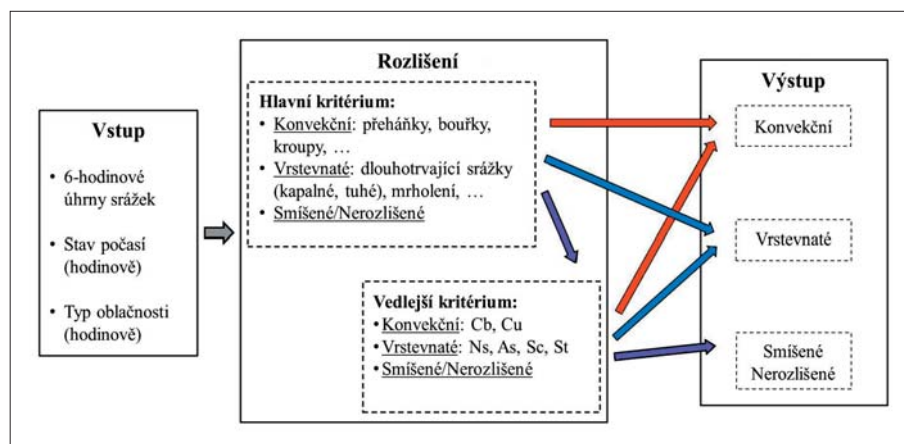 Vstup
• 6-hodinové
úhrny srážek
• Stav počasí
(hodinově)
• Typ oblačnosti
(hodinově)
Rozlišení
Hlavní kritérium:
• Konvekční: přeháňky, bouřky,
kroupy, …
• Vrstevnaté: dlouhotrvající srážky
(kapalné, tuhé), mrholení, …
• Smíšené/Nerozlišené
Vedlejší kritérium:
•Konvekční: Cb, Cu
•Vrstevnaté: Ns, As, Sc, St
•Smíšené/Nerozlišené
Výstup
Konvekční
Vrstevnaté
Smíšené
Nerozlišené